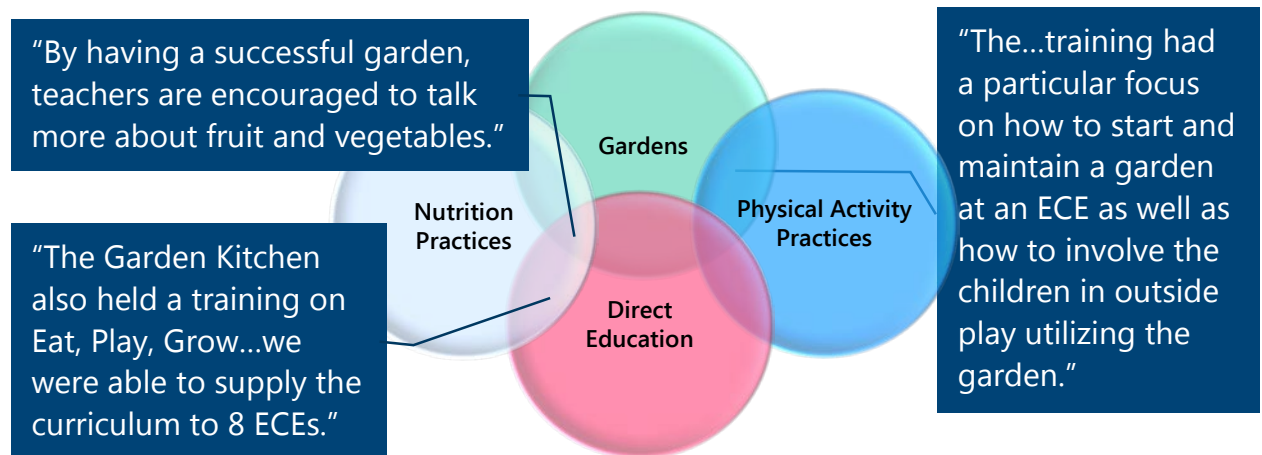 “By having a successful garden,
teachers are encouraged to talk
more about fruit and vegetables.”
Gardens
“The…training had
a particular focus
on how to start and
maintain a garden
at an ECE as well as
how to involve the
children in outside
play utilizing the
garden.”
Nutrition
Practices
Physical Activity
Practices
“The Garden Kitchen
also held a training on
Eat, Play, Grow…we
were able to supply the
curriculum to 8 ECEs.”
Direct
Education